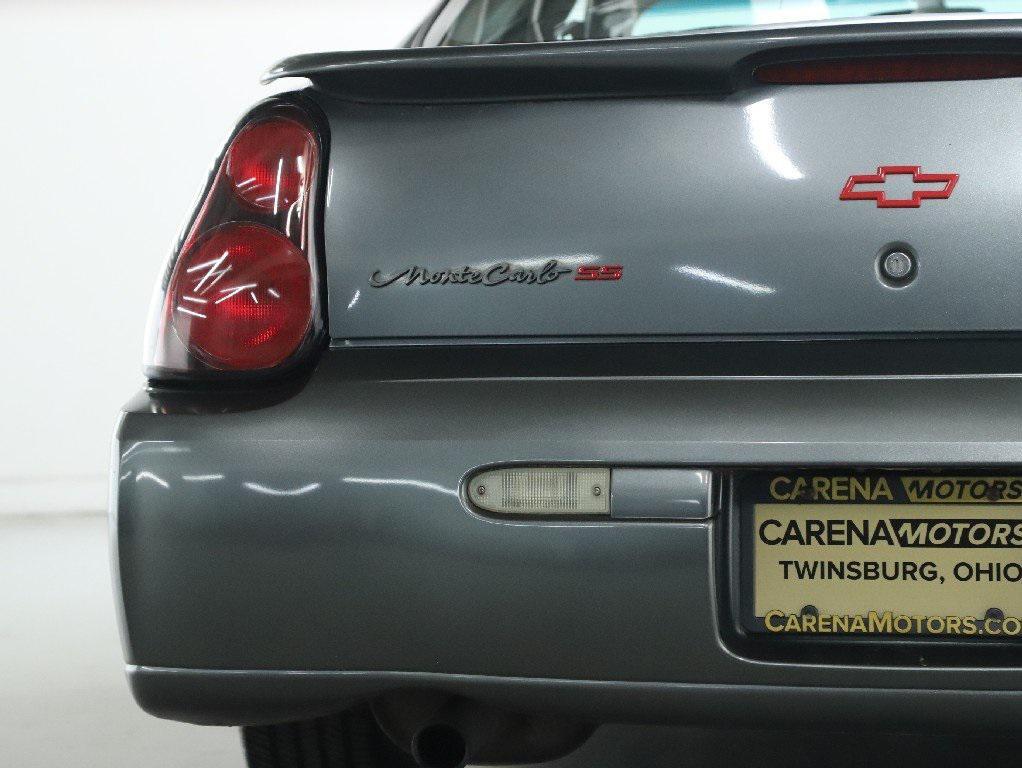 Monte Carlo SS
CARENA MOTORS
CARENA MOTORS
TWINSBURG, OHIO
CARENAMOTORS.CO